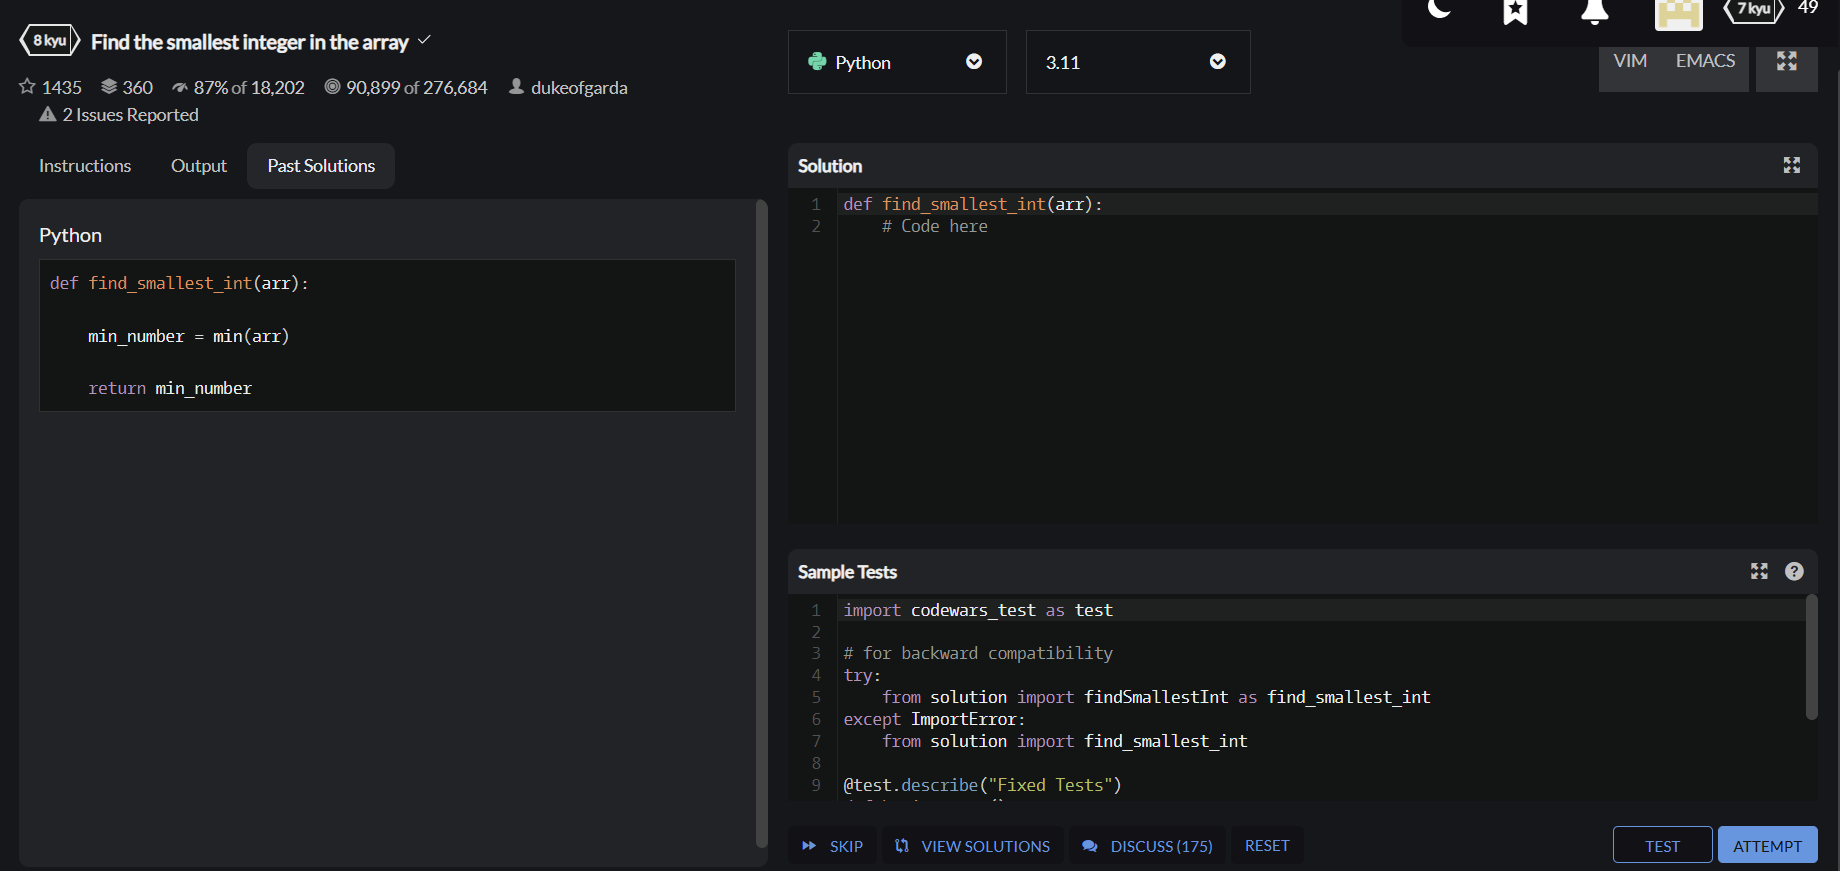 8 kyu Find the smallest integer in the array
1435 360 87% of 18,202 90,899 of 276,684 dukeofgarda
2 Issues Reported
Instructions Output Past Solutions
Python
def find_smallest_int(arr):
min_number = min(arr)
return min_number
7 kyu 49
Python 3.11 VIM EMACS
Solution
1 def find_smallest_int(arr):
2 # Code here
Sample Tests
1 import codewars_test as test
2
3 # for backward compatibility
4 try:
5 from solution import findSmallestInt as find_smallest_int
6 except ImportError:
7 from solution import find_smallest_int
8
9 @test.describe("Fixed Tests")
SKIP VIEW SOLUTIONS DISCUSS (175) RESET TEST ATTEMPT